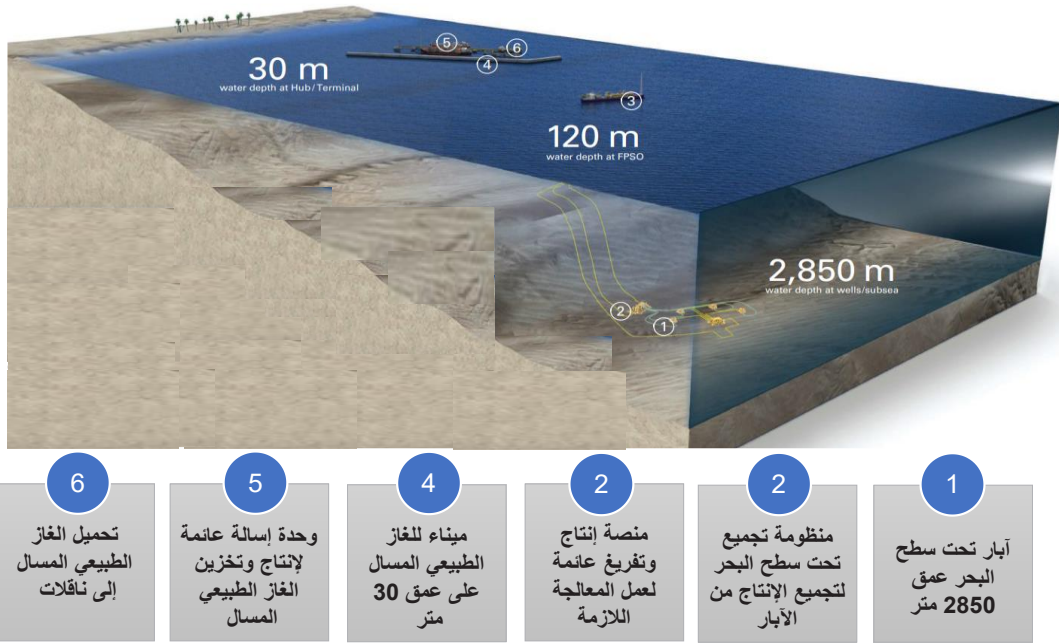 5
6
4
30 m
water depth at Hub/Terminal
3
120 m
water depth at FPSO
2,850 m
water depth at wells/subsea
2
1
1
آبار تحت سطح
البحر عمق
2850 متر
2
منظومة تجميع
تحت سطح البحر
لتجميع الإنتاج من
الآبار
2
منصة إنتاج
وتفريغ عائمة
لعمل المعالجة
اللازمة
4
ميناء للغاز
الطبيعي المسال
على عمق 30
متر
5
وحدة إسالة عائمة
لإنتاج وتخزين
الغاز الطبيعي
المسال
6
تحميل الغاز
الطبيعي المسال
إلى ناقلات